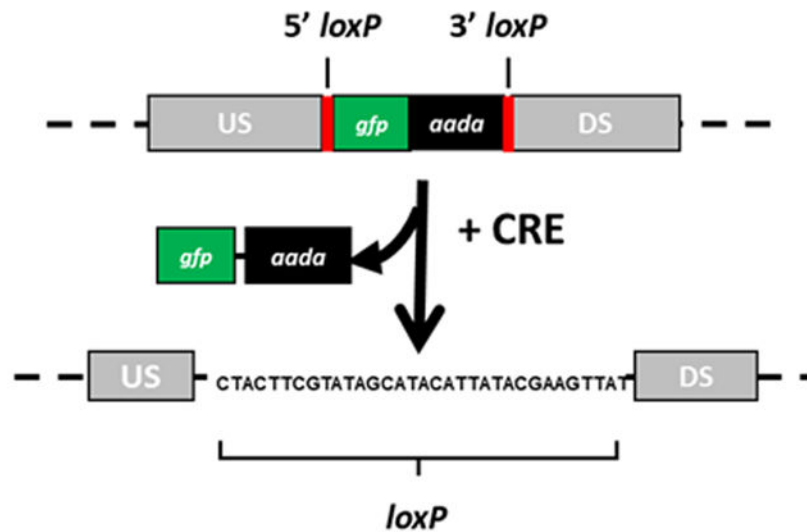 5' loxP 3' loxP
US gfp aada DS
+ CRE
gfp aada
US CTACTTCGTATAGCATACATTATACGAAGTTAT DS
loxP